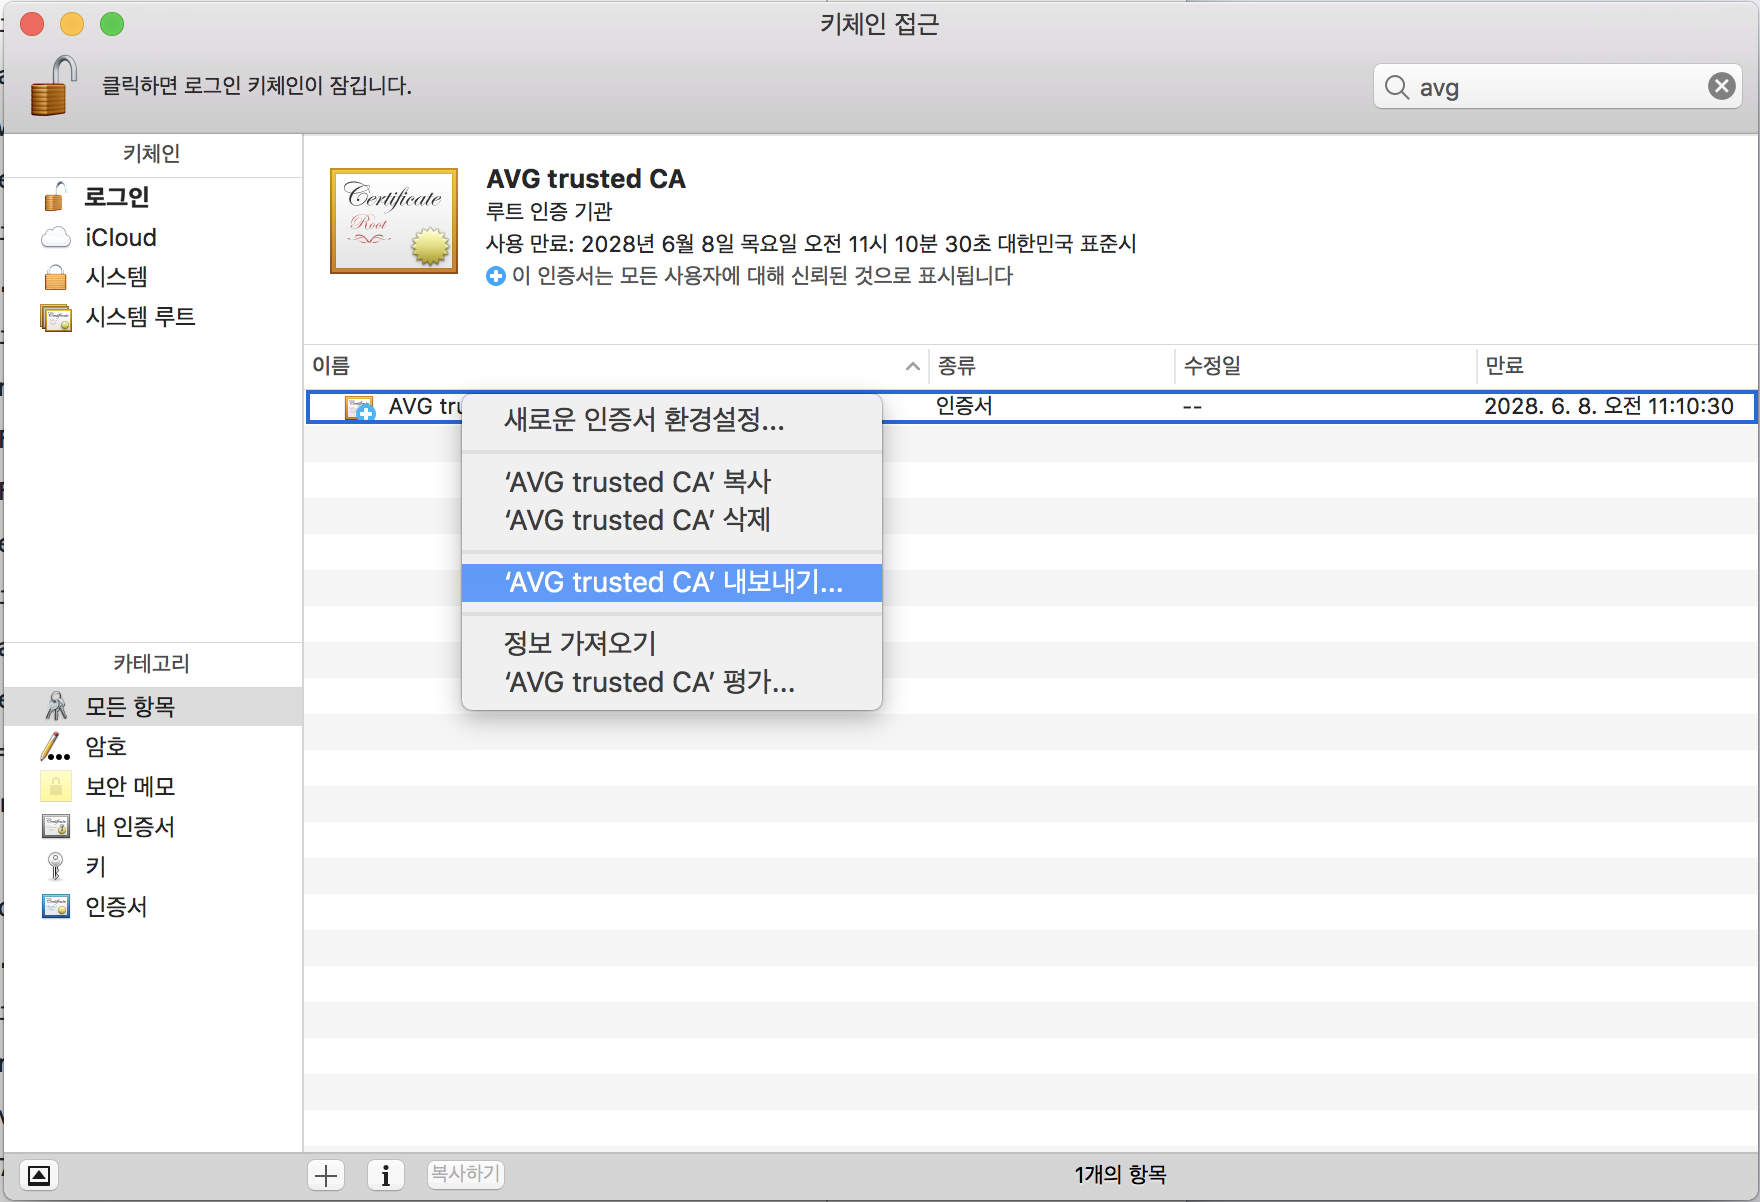 키체인 접근
클릭하면 로그인 키체인이 잠깁니다.
avg
키체인
로그인
iCloud
시스템
시스템 루트
Certificate
Root
AVG trusted CA
루트 인증 기관
사용 만료: 2028년 6월 8일 목요일 오전 11시 10분 30초 대한민국 표준시
이 인증서는 모든 사용자에 대해 신뢰된 것으로 표시됩니다
이름 종류 수정일 만료
AVG tru 인증서 -- 2028. 6. 8. 오전 11:10:30
새로운 인증서 환경설정...
‘AVG trusted CA’ 복사
‘AVG trusted CA’ 삭제
‘AVG trusted CA’ 내보내기...
정보 가져오기
‘AVG trusted CA’ 평가...
카테고리
모든 항목
암호
보안 메모
내 인증서
키
인증서
복사하기
1개의 항목